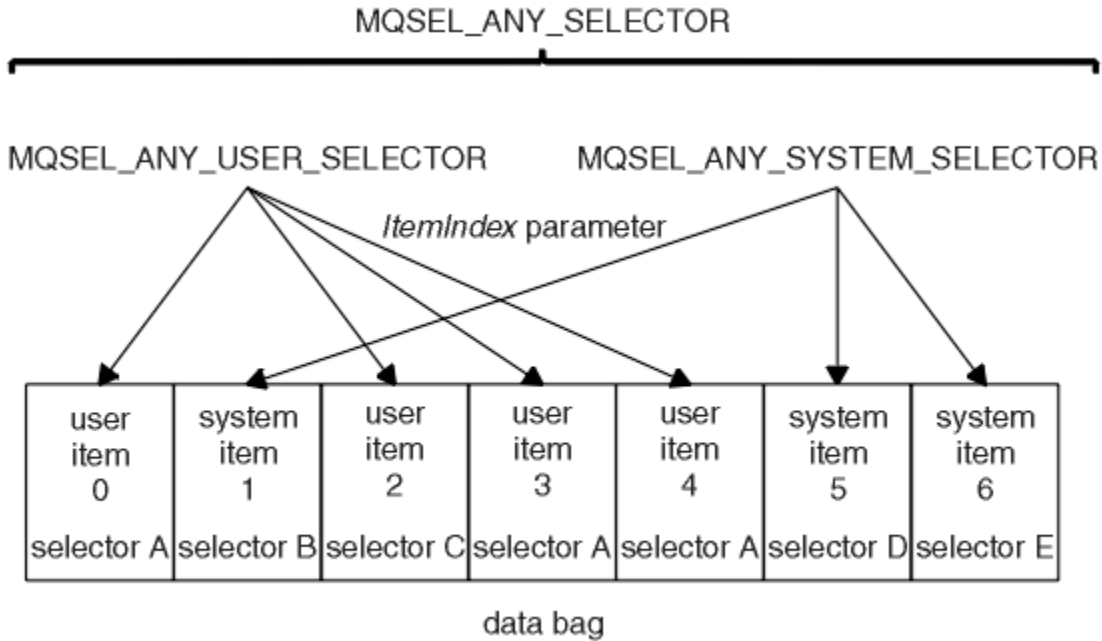 MQSEL_ANY_SELECTOR
MQSEL_ANY_USER_SELECTOR
MQSEL_ANY_SYSTEM_SELECTOR
ItemIndex parameter
user
item
0
selector A
system
item
1
selector B
user
item
2
selector C
user
item
3
selector A
user
item
4
selector A
system
item
5
selector D
system
item
6
selector E
data bag